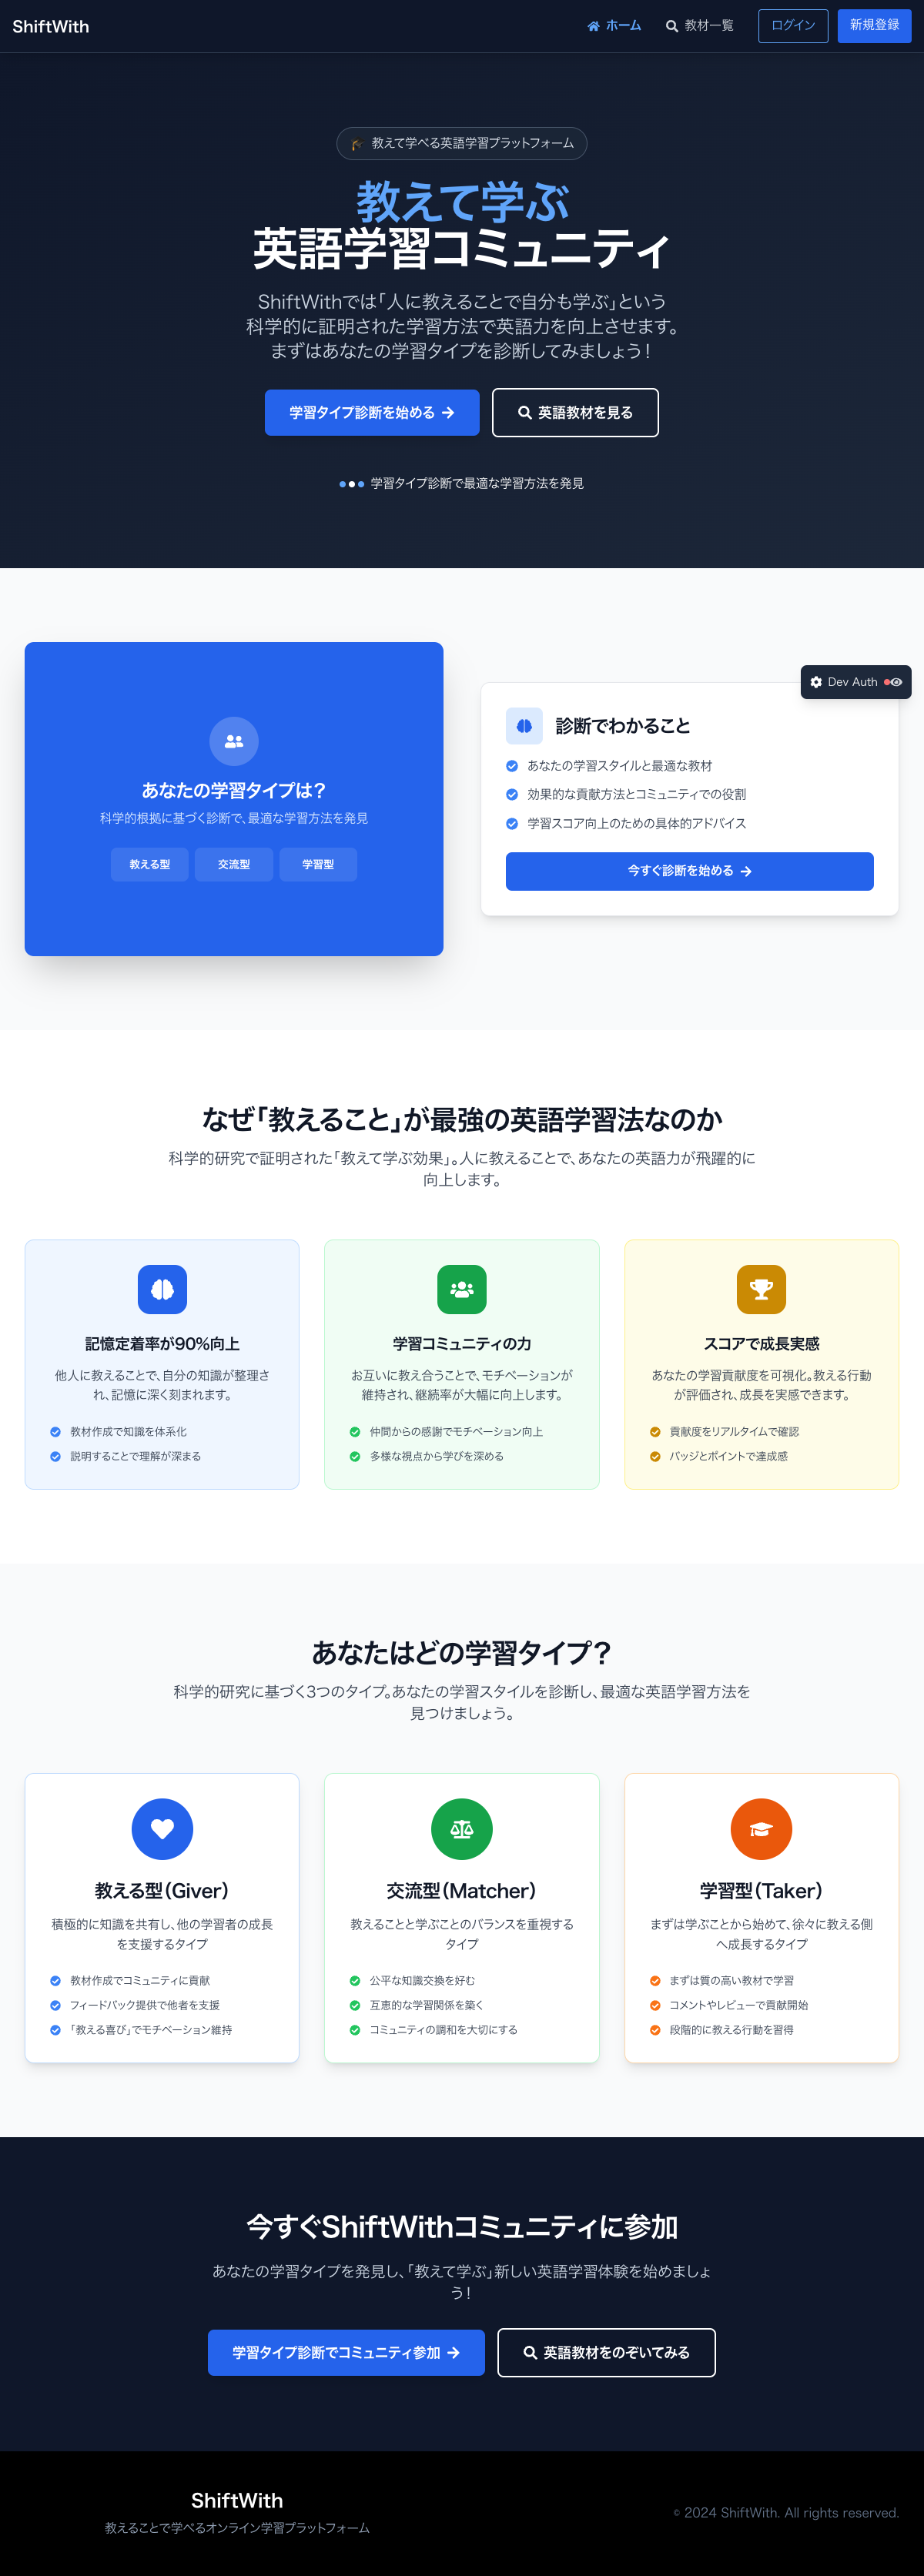 ShiftWith
ホーム
教材一覧
ログイン
新規登録
教えて学べる英語学習プラットフォーム
教えて学ぶ
英語学習コミュニティ
ShiftWithでは「人に教えることで自分も学ぶ」という
科学的に証明された学習方法で英語力を向上させます。
まずはあなたの学習タイプを診断してみましょう！
学習タイプ診断を始める
英語教材を見る
学習タイプ診断で最適な学習方法を発見
あなたの学習タイプは？
科学的根拠に基づく診断で、最適な学習方法を発見
教える型
交流型
学習型
Dev Auth
診断でわかること
あなたの学習スタイルと最適な教材
効果的な貢献方法とコミュニティでの役割
学習スコア向上のための具体的アドバイス
今すぐ診断を始める
なぜ「教えること」が最強の英語学習法なのか
科学的研究で証明された「教えて学ぶ効果」。人に教えることで、あなたの英語力が飛躍的に
向上します。
記憶定着率が90%向上
他人に教えることで、自分の知識が整理さ
れ、記憶に深く刻まれます。
教材作成で知識を体系化
説明することで理解が深まる
学習コミュニティの力
お互いに教え合うことで、モチベーションが
維持され、継続率が大幅に向上します。
仲間からの感謝でモチベーション向上
多様な視点から学びを深める
スコアで成長実感
あなたの学習貢献度を可視化。教える行動
が評価され、成長を実感できます。
貢献度をリアルタイムで確認
バッジとポイントで達成感
あなたはどの学習タイプ？
科学的研究に基づく3つのタイプ。あなたの学習スタイルを診断し、最適な英語学習方法を
見つけましょう。
教える型（Giver）
積極的に知識を共有し、他の学習者の成長
を支援するタイプ
教材作成でコミュニティに貢献
フィードバック提供で他者を支援
「教える喜び」でモチベーション維持
交流型（Matcher）
教えることと学ぶことのバランスを重視する
タイプ
公平な知識交換を好む
互恵的な学習関係を築く
コミュニティの調和を大切にする
学習型（Taker）
まずは学ぶことから始めて、徐々に教える側
へ成長するタイプ
まずは質の高い教材で学習
コメントやレビューで貢献開始
段階的に教える行動を習得
今すぐShiftWithコミュニティに参加
あなたの学習タイプを発見し、「教えて学ぶ」新しい英語学習体験を始めましょ
う！
学習タイプ診断でコミュニティ参加
英語教材をのぞいてみる
ShiftWith
教えることで学べるオンライン学習プラットフォーム
© 2024 ShiftWith. All rights reserved.